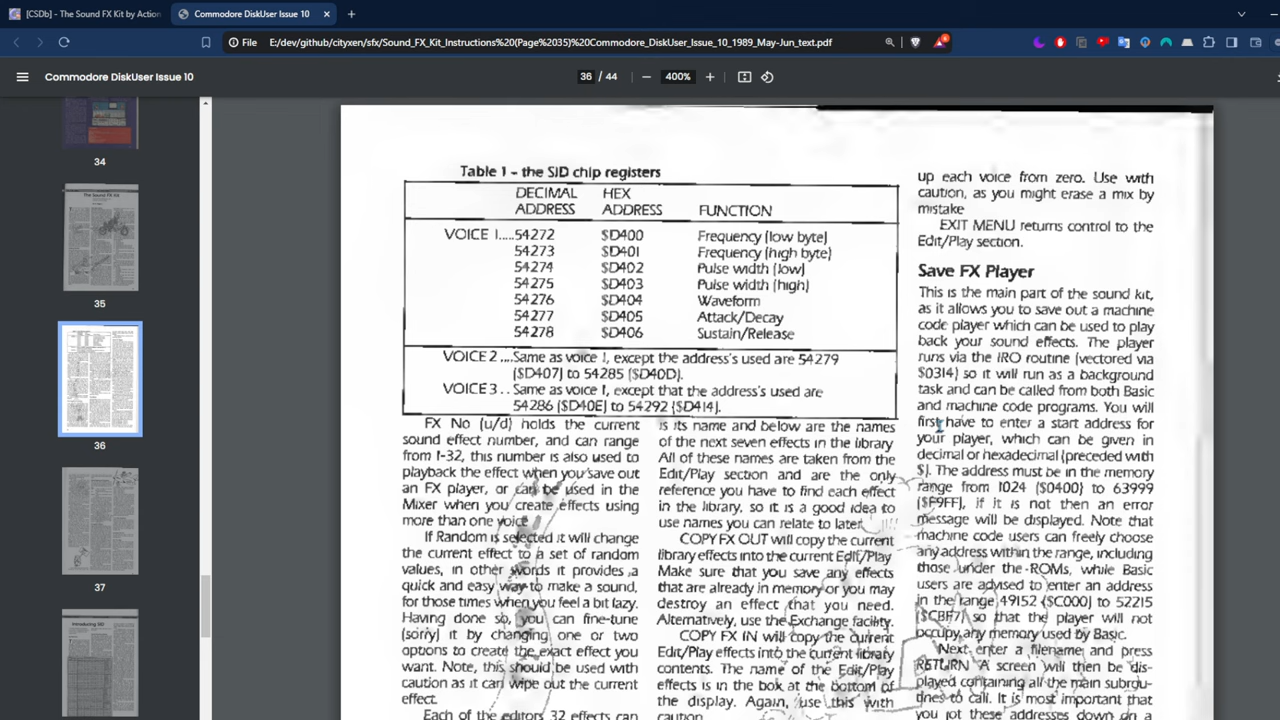 [CSDb] - The Sound FX Kit by Action
Commodore DiskUser Issue 10
File
E:/dev/github/cityxen/sfx/Sound_FX_Kit_Instructions%20(Page%2035)%20Commodore_DiskUser_Issue_10_1989_May-Jun_text.pdf
Commodore DiskUser Issue 10
36 / 44
400%
34
35
36
37
Table 1 - the SID chip registers
DECIMAL HEX
ADDRESS ADDRESS FUNCTION
VOICE 1.....54272 $D400 Frequency (low byte)
54273 $D401 Frequency (high byte)
54274 $D402 Pulse width (low)
54275 $D403 Pulse width (high)
54276 $D404 Waveform
54277 $D405 Attack/Decay
54278 $D406 Sustain/Release
VOICE 2 ....Same as voice 1, except the address's used are 54279
($D407) to 54285 ($D40D).
VOICE 3 . . Same as voice 1, except that the address's used are
54286 ($D40E) to 54292 ($D414).
FX No (u/d) holds the current
sound effect number, and can range
from 1-32, this number is also used to
playback the effect when you save out
an FX player, or can be used in the
Mixer when you create effects using
more than one voice
If Random is selected it will change
the current effect to a set of random
values, in other words it provides a
quick and easy way to make a sound,
for those times when you feel a bit lazy.
Having done so you can fine-tune
(sorry) it by changing one or two
options to create the exact effect you
want. Note, this should be used with
caution as it can wipe out the current
effect.
Each of the editors 32 effects can
is its name and below are the names
of the next seven effects in the library
All of these names are taken from the
Edit/Play section and are the only
reference you have to find each effect
in the library, so it is a good idea to
use names you can relate to later
COPY FX OUT will copy the current
library effects into the current Edit/Play
Make sure that you save any effects
that are already in memory or you may
destroy an effect that you need.
Alternatively, use the Exchange facility.
COPY FX IN will copy the current
Edit/Play effects into the current library
contents. The name of the Edit/Play
effects is in the box at the bottom of
the display. Again, use this with
caution
up each voice from zero. Use with
caution, as you might erase a mix by
mistake
EXIT MENU returns control to the
Edit/Play section.
Save FX Player
This is the main part of the sound kit,
as it allows you to save out a machine
code player which can be used to play
back your sound effects. The player
runs via the IRQ routine (vectored via
$0314) so it will run as a background
task and can be called from both Basic
and machine code programs. You will
first have to enter a start address for
your player, which can be given in
decimal or hexadecimal (preceded with
$). The address must be in the memory
range from 1024 ($0400) to 63999
($F9FF), if it is not then an error
message will be displayed. Note that
machine code users can freely choose
any address within the range, including
those under the ROMs, while Basic
users are advised to enter an address
in the range 49152 ($C000) to 52215
($CBF7) so that the player will not
occupy any memory used by Basic.
Next, enter a filename and press
RETURN A screen will then be dis-
played containing all the main subrou-
tines to call. It is most important that
you jot these addresses down on a